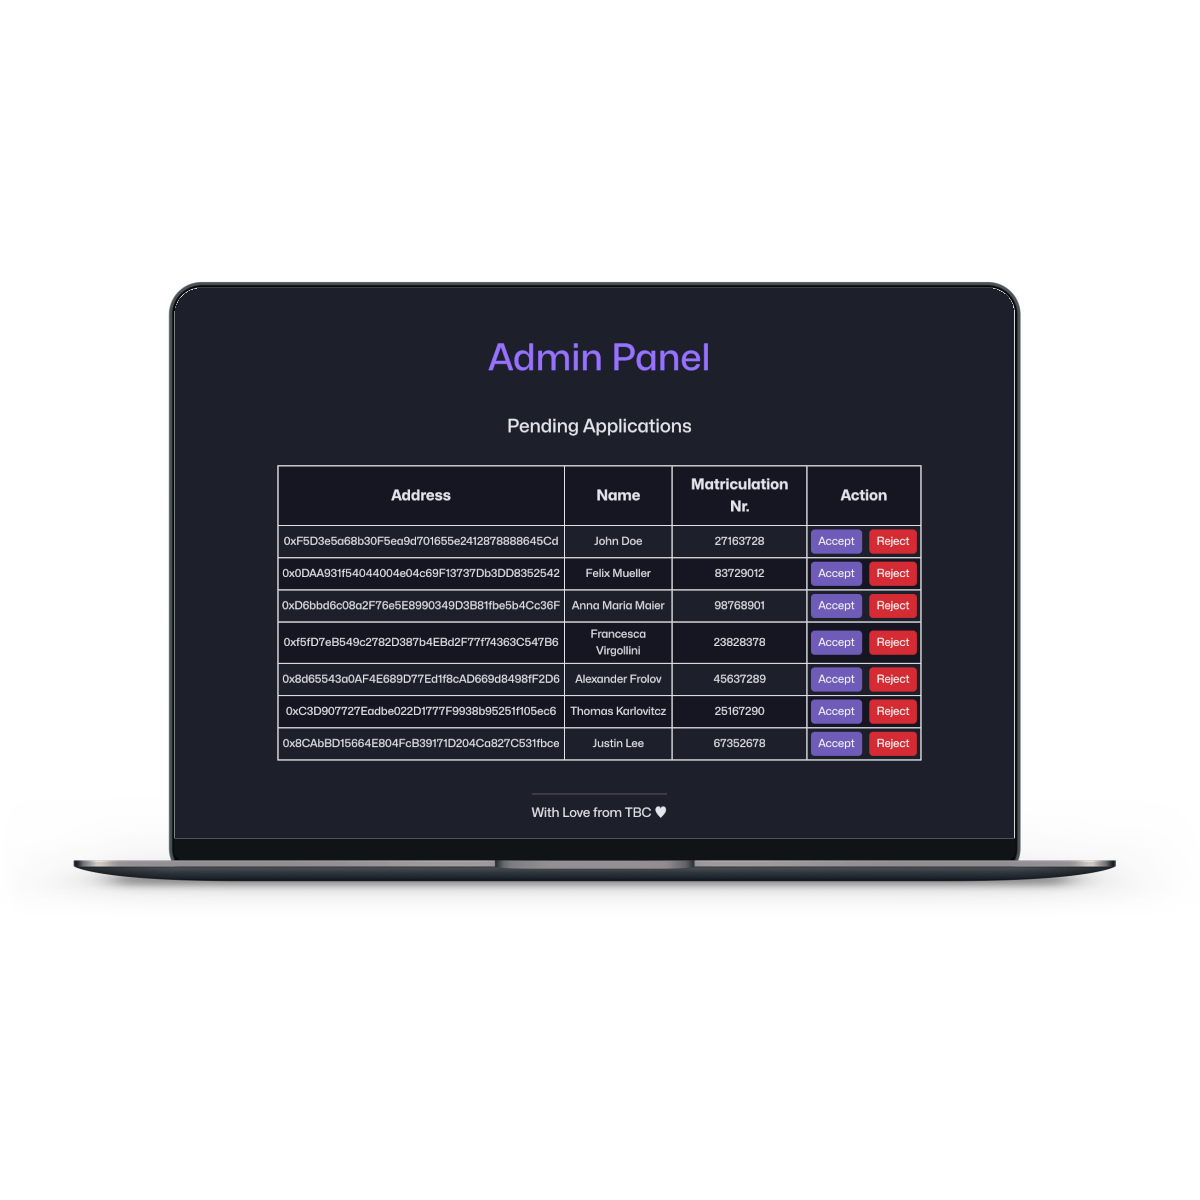 Admin Panel
Pending Applications
Address Name Matriculation Nr. Action
0xF5D3e5a68b30F5ea9d701655e2412878888645Cd John Doe 27163728 Accept Reject
0x0DAA931f54044004e04c69F13737Db3DD8352542 Felix Mueller 83729012 Accept Reject
0xD6bbd6c08a2F76e5E8990349D3B81fbe5b4Cc36F Anna Maria Maier 98768901 Accept Reject
0xf5fD7eB549c2782D387b4EBd2F77f74363C547B6 Francesca Virgollini 23828378 Accept Reject
0x8d65543a0AF4E689D77Ed1f8cAD669d8498fF2D6 Alexander Frolov 45637289 Accept Reject
0xC3D907727Eadbe022D1777F9938b95251f105ec6 Thomas Karlovitcz 25167290 Accept Reject
0x8CAbBD15664E804FcB39171D204Ca827C531fbce Justin Lee 67352678 Accept Reject
With Love from TBC 🖤